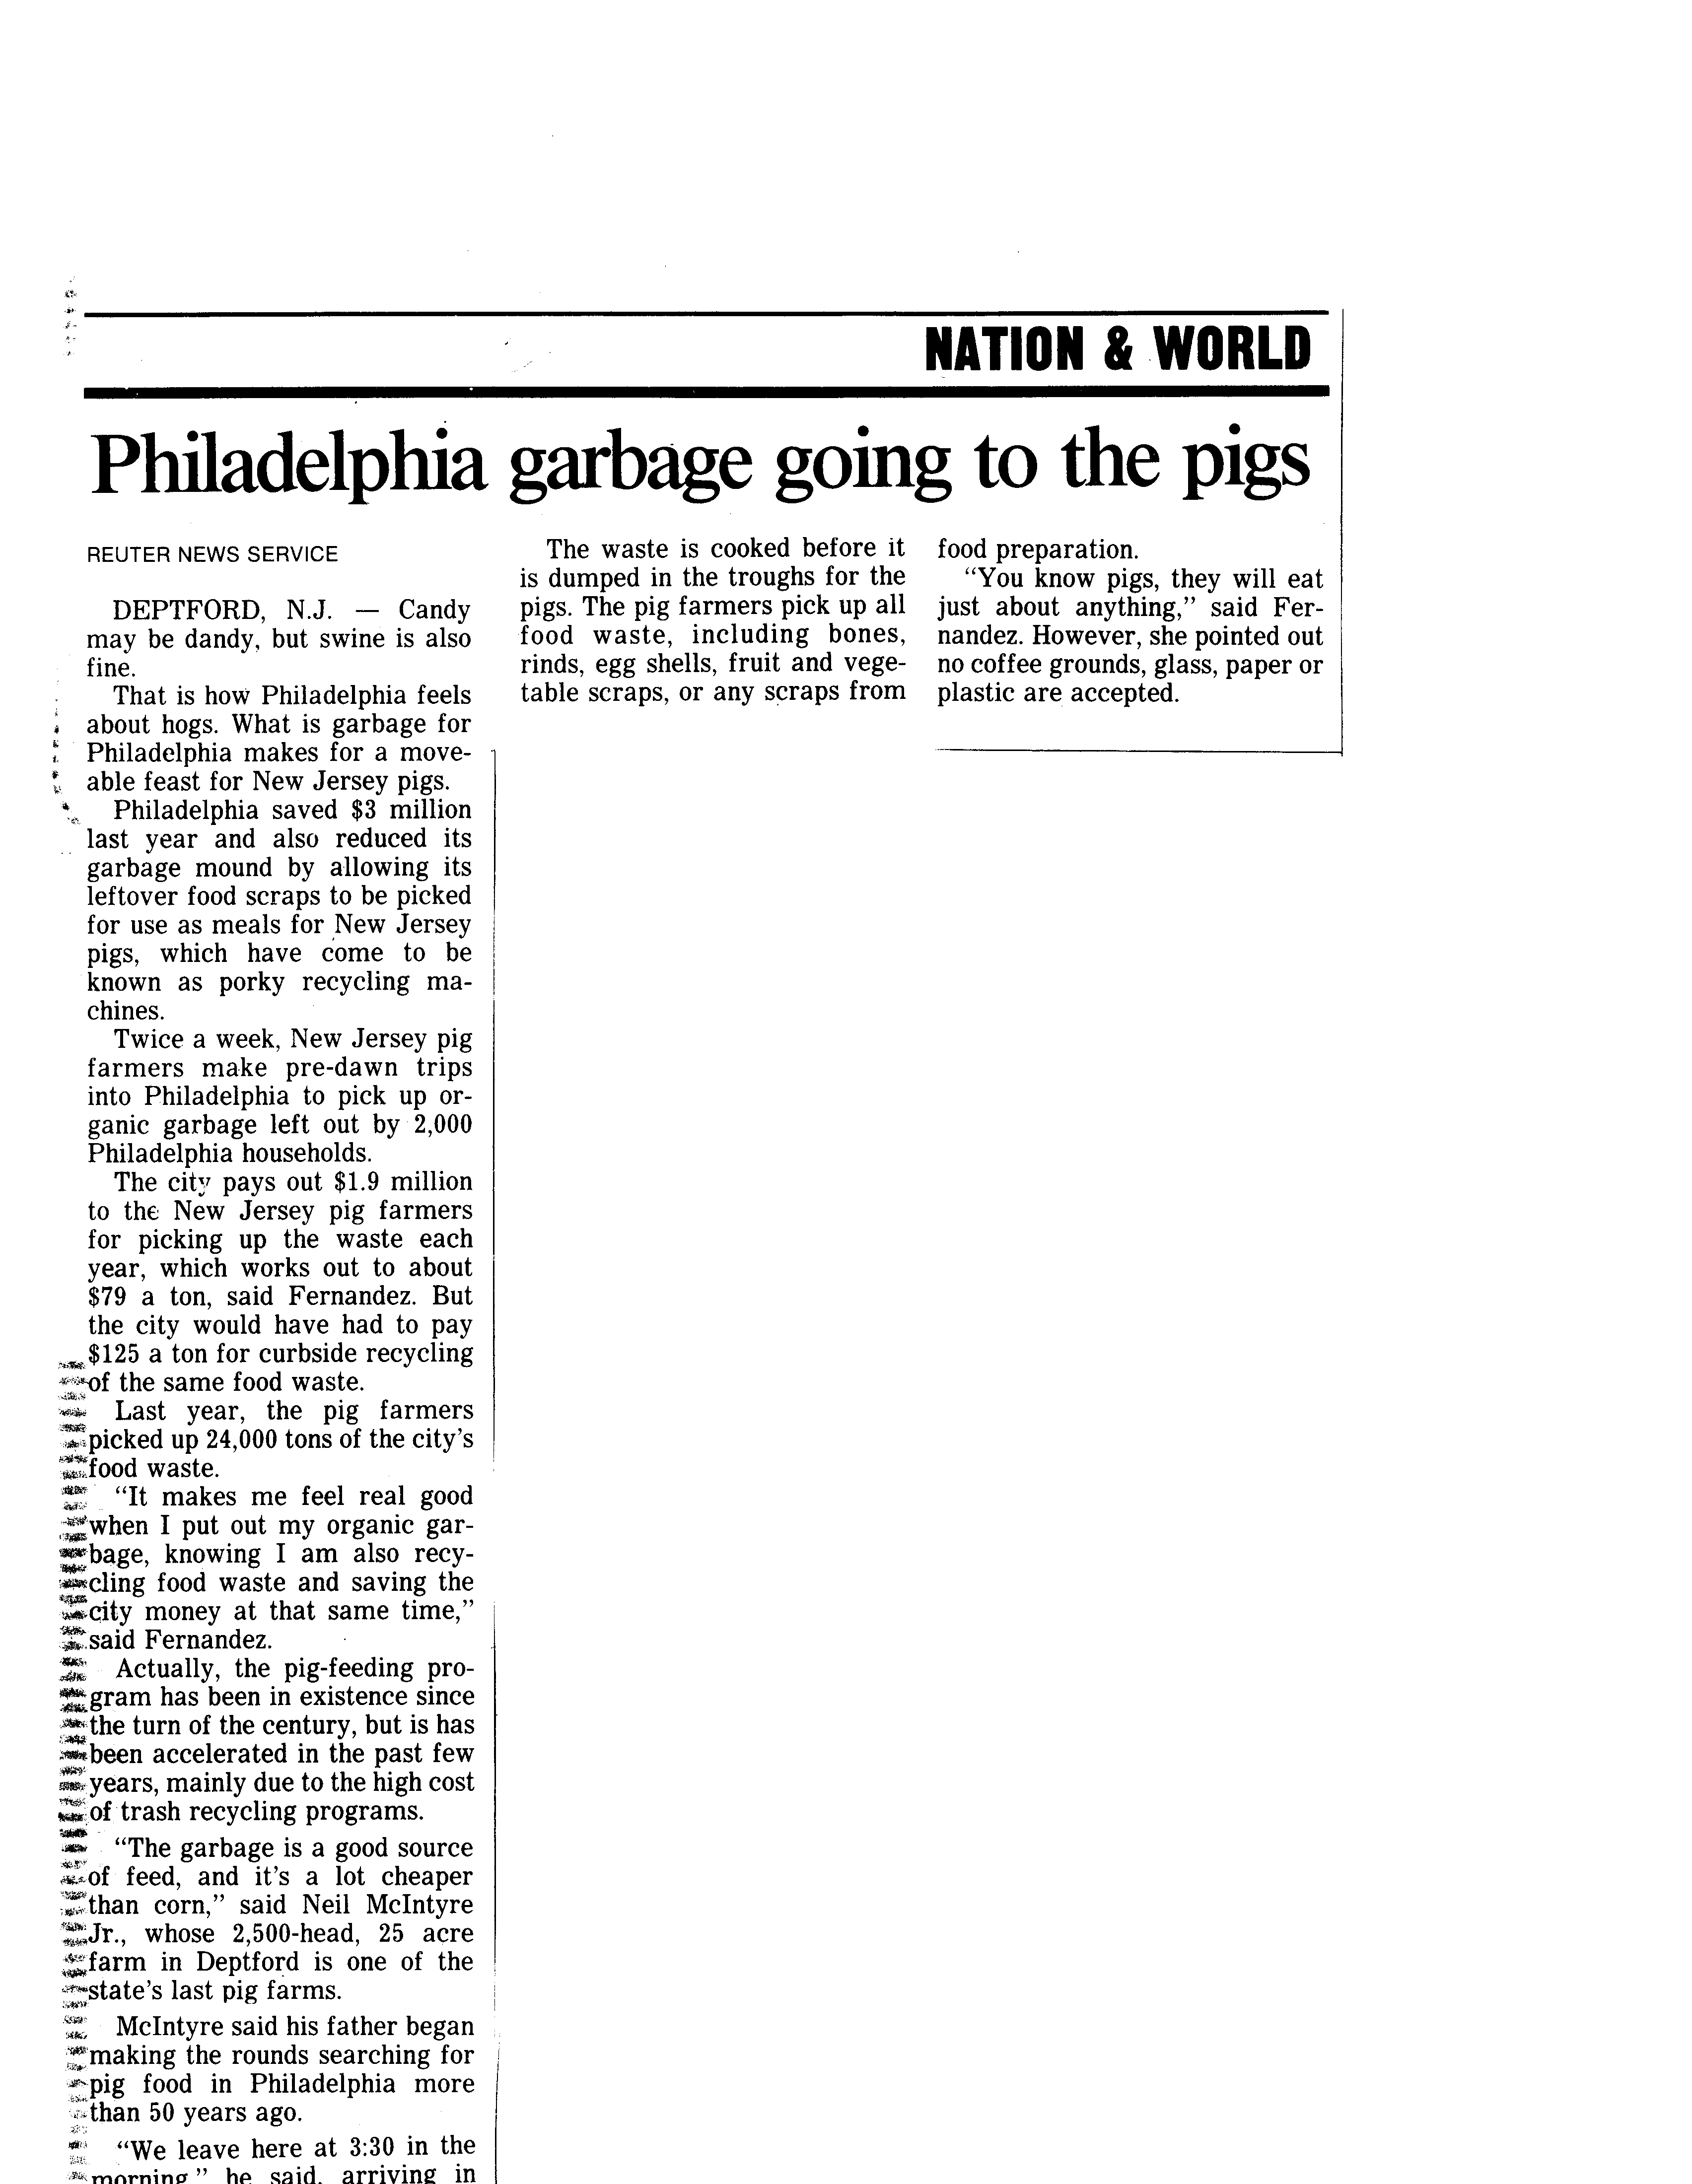 NATION & WORLD
Philadelphia garbage going to the pigs
REUTER NEWS SERVICE
DEPTFORD, N.J. — Candy
may be dandy, but swine is also
fine.
That is how Philadelphia feels
about hogs. What is garbage for
Philadelphia makes for a move-
able feast for New Jersey pigs.
Philadelphia saved $3 million
last year and also reduced its
garbage mound by allowing its
leftover food scraps to be picked
for use as meals for New Jersey
pigs, which have come to be
known as porky recycling ma-
chines.
Twice a week, New Jersey pig
farmers make pre-dawn trips
into Philadelphia to pick up or-
ganic garbage left out by 2,000
Philadelphia households.
The city pays out $1.9 million
to the New Jersey pig farmers
for picking up the waste each
year, which works out to about
$79 a ton, said Fernandez. But
the city would have had to pay
$125 a ton for curbside recycling
of the same food waste.
Last year, the pig farmers
picked up 24,000 tons of the city's
food waste.
“It makes me feel real good
when I put out my organic gar-
bage, knowing I am also recy-
cling food waste and saving the
city money at that same time,”
said Fernandez.
Actually, the pig-feeding pro-
gram has been in existence since
the turn of the century, but is has
been accelerated in the past few
years, mainly due to the high cost
of trash recycling programs.
“The garbage is a good source
of feed, and it's a lot cheaper
than corn,” said Neil McIntyre
Jr., whose 2,500-head, 25 acre
farm in Deptford is one of the
state's last pig farms.
McIntyre said his father began
making the rounds searching for
pig food in Philadelphia more
than 50 years ago.
“We leave here at 3:30 in the
morning,” he said, arriving in
The waste is cooked before it
is dumped in the troughs for the
pigs. The pig farmers pick up all
food waste, including bones,
rinds, egg shells, fruit and vege-
table scraps, or any scraps from
food preparation.
“You know pigs, they will eat
just about anything,” said Fer-
nandez. However, she pointed out
no coffee grounds, glass, paper or
plastic are accepted.